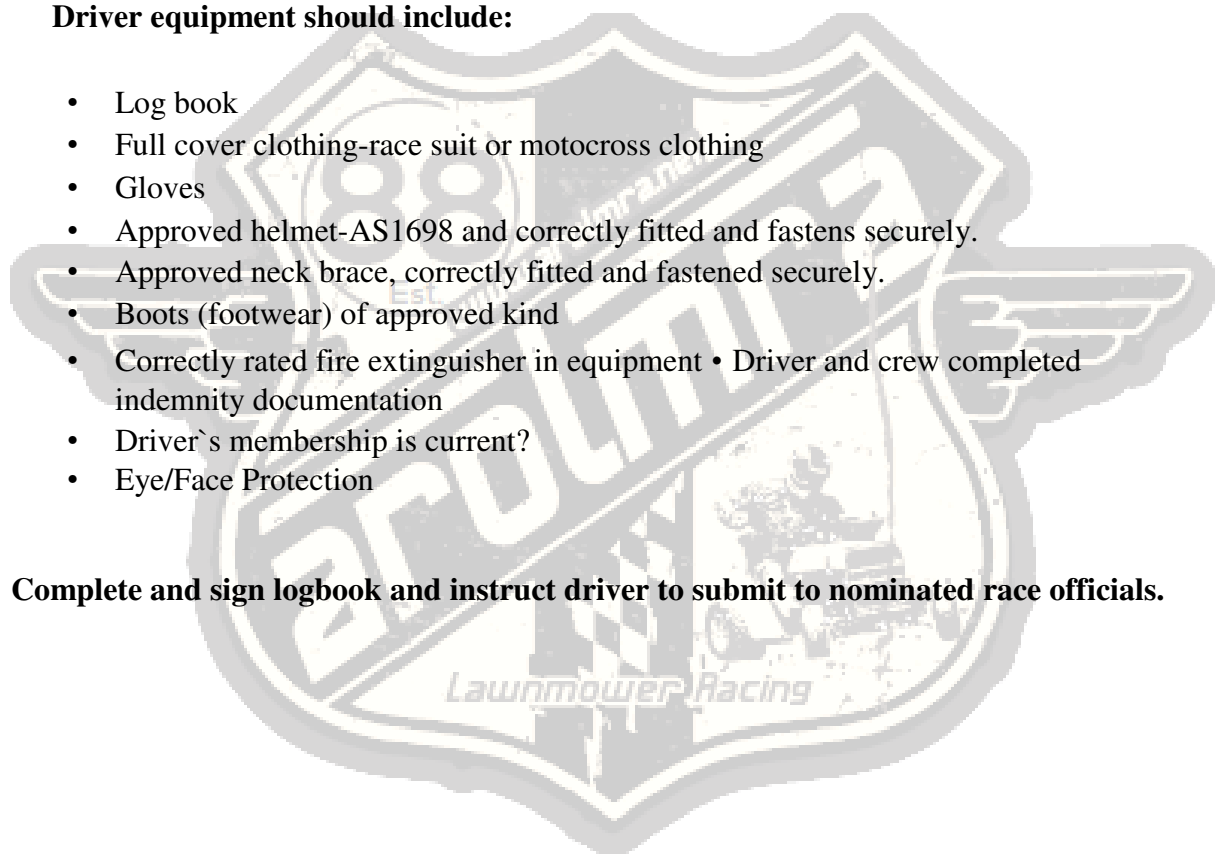 Driver equipment should include:
• Log book
• Full cover clothing-race suit or motocross clothing
• Gloves
• Approved helmet-AS1698 and correctly fitted and fastens securely.
• Approved neck brace, correctly fitted and fastened securely.
• Boots (footwear) of approved kind
• Correctly rated fire extinguisher in equipment • Driver and crew completed
indemnity documentation
• Driver`s membership is current?
• Eye/Face Protection
Complete and sign logbook and instruct driver to submit to nominated race officials.
88
Est.
arolmra
Lawnmower Racing